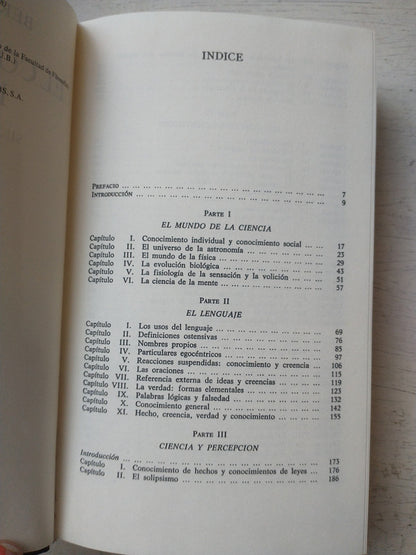 de la Facultad de Filosofía
U.B.)
S, S.A.
INDICE
PREFACIO ... 7
INTRODUCCIÓN ... 9
PARTE I
EL MUNDO DE LA CIENCIA
Capítulo I. Conocimiento individual y conocimiento social ... 17
Capítulo II. El universo de la astronomía ... 23
Capítulo III. El mundo de la física ... 29
Capítulo IV. La evolución biológica ... 43
Capítulo V. La fisiología de la sensación y la volición ... 51
Capítulo VI. La ciencia de la mente ... 57
PARTE II
EL LENGUAJE
Capítulo I. Los usos del lenguaje ... 69
Capítulo II. Definiciones ostensivas ... 76
Capítulo III. Nombres propios ... 85
Capítulo IV. Particulares egocéntricos ... 97
Capítulo V. Reacciones suspendidas: conocimiento y creencia ... 106
Capítulo VI. Las oraciones ... 115
Capítulo VII. Referencia externa de ideas y creencias ... 119
Capítulo VIII. La verdad: formas elementales ... 123
Capítulo IX. Palabras lógicas y falsedad ... 132
Capítulo X. Conocimiento general ... 142
Capítulo XI. Hecho, creencia, verdad y conocimiento ... 155
PARTE III
CIENCIA Y PERCEPCION
Introducción ... 173
Capítulo I. Conocimiento de hechos y conocimientos de leyes ... 176
Capítulo II. El solipsismo ... 186